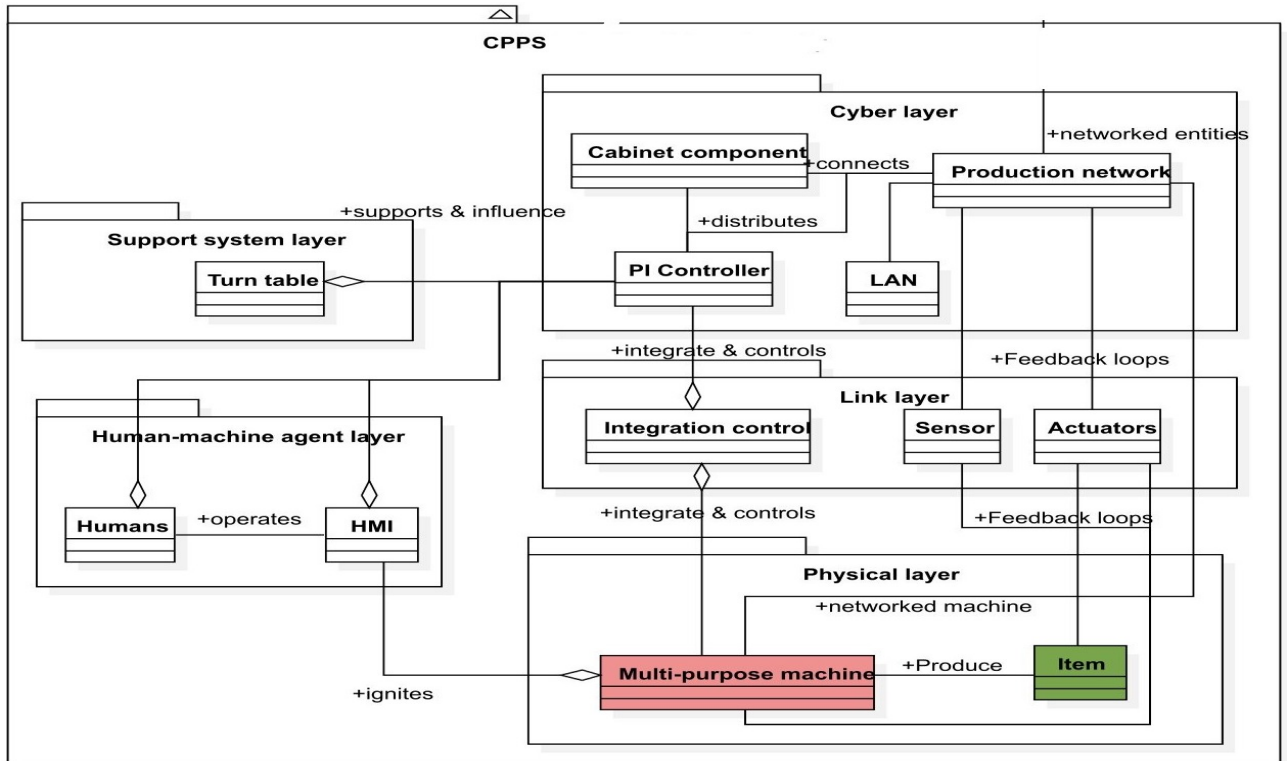 CPPS
Cyber layer
+networked entities
Cabinet component
+connects
Production network
+supports & influence
+distributes
Support system layer
Turn table
PI Controller
LAN
+integrate & controls
+Feedback loops
Link layer
Human-machine agent layer
Integration control
Sensor
Actuators
+integrate & controls
+Feedback loops
Humans
+operates
HMI
Physical layer
+networked machine
Multi-purpose machine
+Produce
Item
+ignites